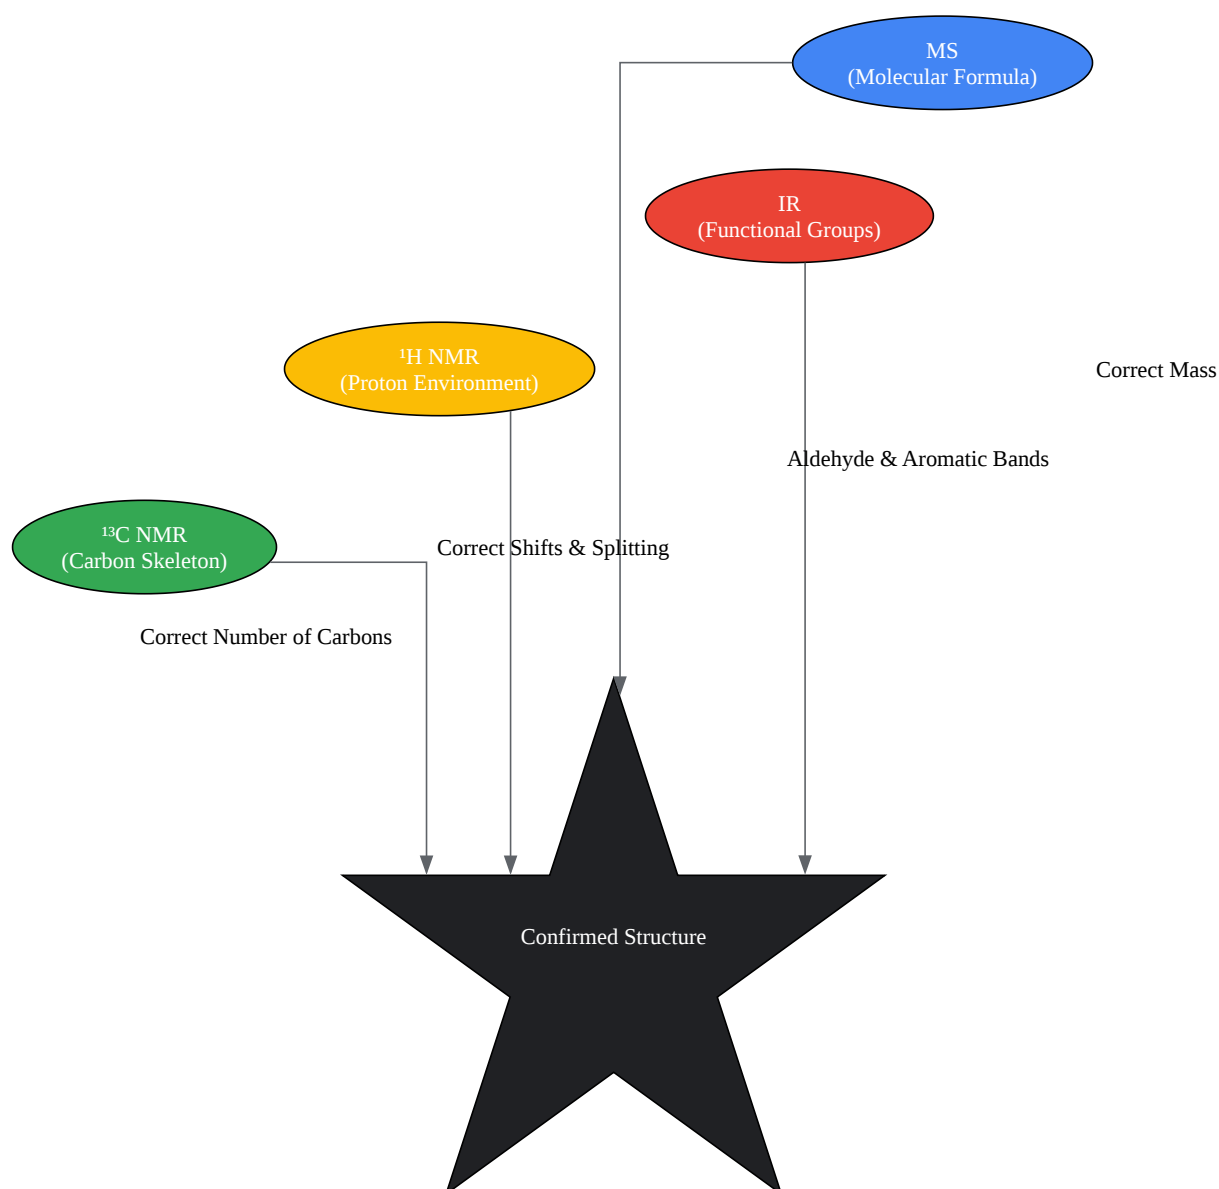 MS
(Molecular Formula)
IR
(Functional Groups)
¹H NMR
(Proton Environment)
Correct Mass
Aldehyde & Aromatic Bands
¹³C NMR
(Carbon Skeleton)
Correct Shifts & Splitting
Correct Number of Carbons
Confirmed Structure